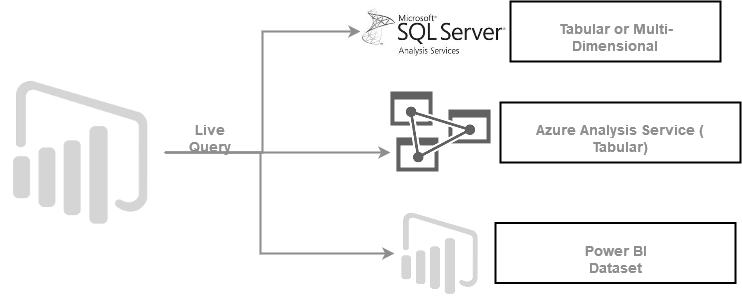 Microsoft®
SQL Server®
Analysis Services
Tabular or Multi-
Dimensional
Live
Query
Azure Analysis Service (
Tabular)
Power BI
Dataset